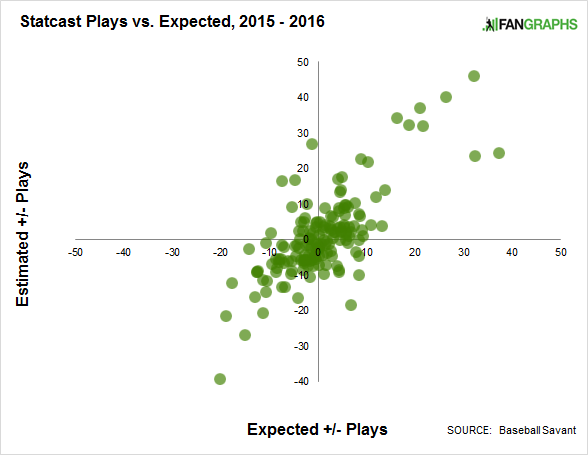 Statcast Plays vs. Expected, 2015 - 2016
FANGRAPHS
50
40
30
20
10
0
-10
-20
-30
-40
-50 -40 -30 -20 -10 0 10 20 30 40 50
Estimated +/- Plays
Expected +/- Plays
SOURCE: Baseball Savant